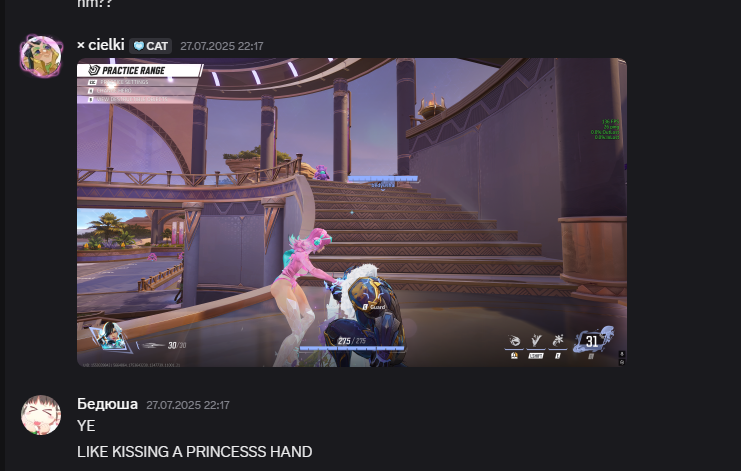 hm??
× cielki CAT 27.07.2025 22:17
PRACTICE RANGE
30
275 / 275
Guard
31
Бедюша 27.07.2025 22:17
YE
LIKE KISSING A PRINCESSS HAND